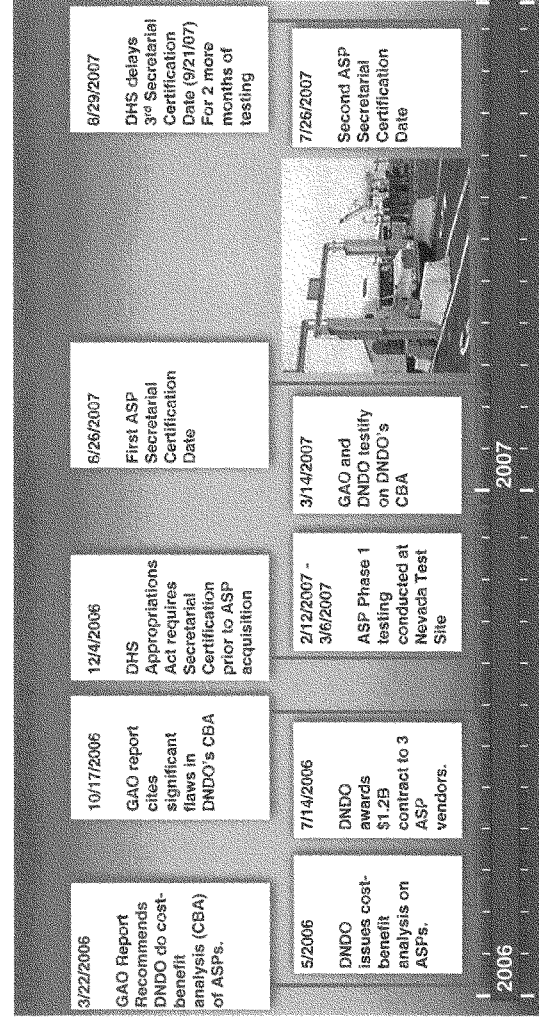 3/22/2006
GAO Report
Recommends
DNDO do cost-
benefit
analysis (CBA)
of ASPs.
10/17/2006
GAO report
cites
significant
flaws in
DNDO's CBA
12/4/2006
DHS
Appropriations
Act requires
Secretarial
Certification
prior to ASP
acquisition
6/26/2007
First ASP
Secretarial
Certification
Date
8/29/2007
DHS delays
3rd Secretarial
Certification
Date (9/21/07)
For 2 more
months of
testing
5/2006
DNDO
issues cost-
benefit
analysis on
ASPs.
7/14/2006
DNDO
awards
$1.2B
contract to 3
ASP
vendors.
2/12/2007 -
3/6/2007
ASP Phase 1
testing
conducted at
Nevada Test
Site
3/14/2007
GAO and
DNDO testify
on DNDO's
CBA
7/26/2007
Second ASP
Secretarial
Certification
Date
2006
2007